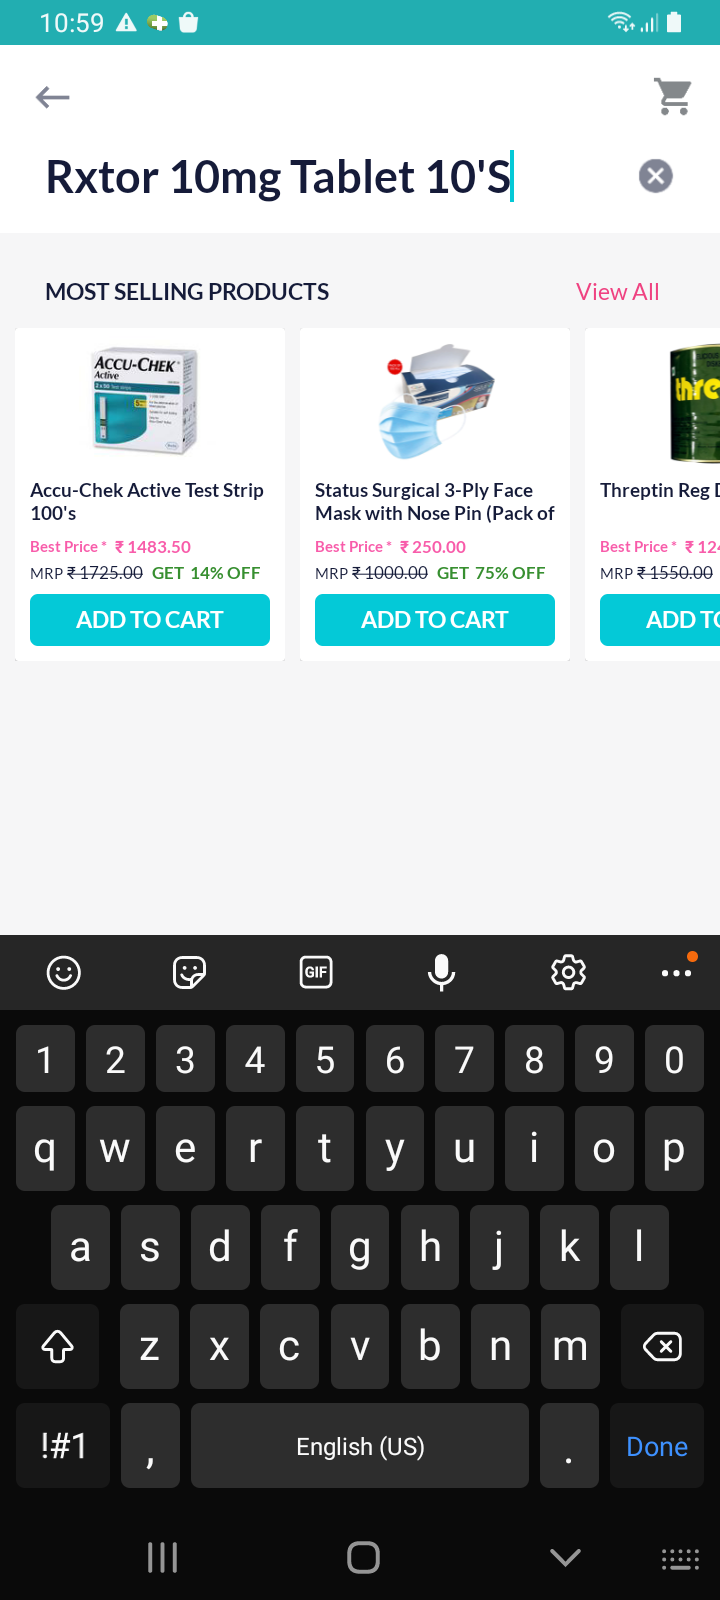 10:59
Rxtor 10mg Tablet 10'S
MOST SELLING PRODUCTS View All
ACCU-CHEK
Active
thre
Accu-Chek Active Test Strip
100's
Best Price * ₹ 1483.50
MRP ₹ 1725.00 GET 14% OFF
ADD TO CART
Status Surgical 3-Ply Face
Mask with Nose Pin (Pack of
Best Price * ₹ 250.00
MRP ₹ 1000.00 GET 75% OFF
ADD TO CART
Threptin Reg D
Best Price * ₹ 124
MRP ₹ 1550.00
ADD TO
GIF
1 2 3 4 5 6 7 8 9 0
q w e r t y u i o p
a s d f g h j k l
z x c v b n m
!#1 , English (US) . Done